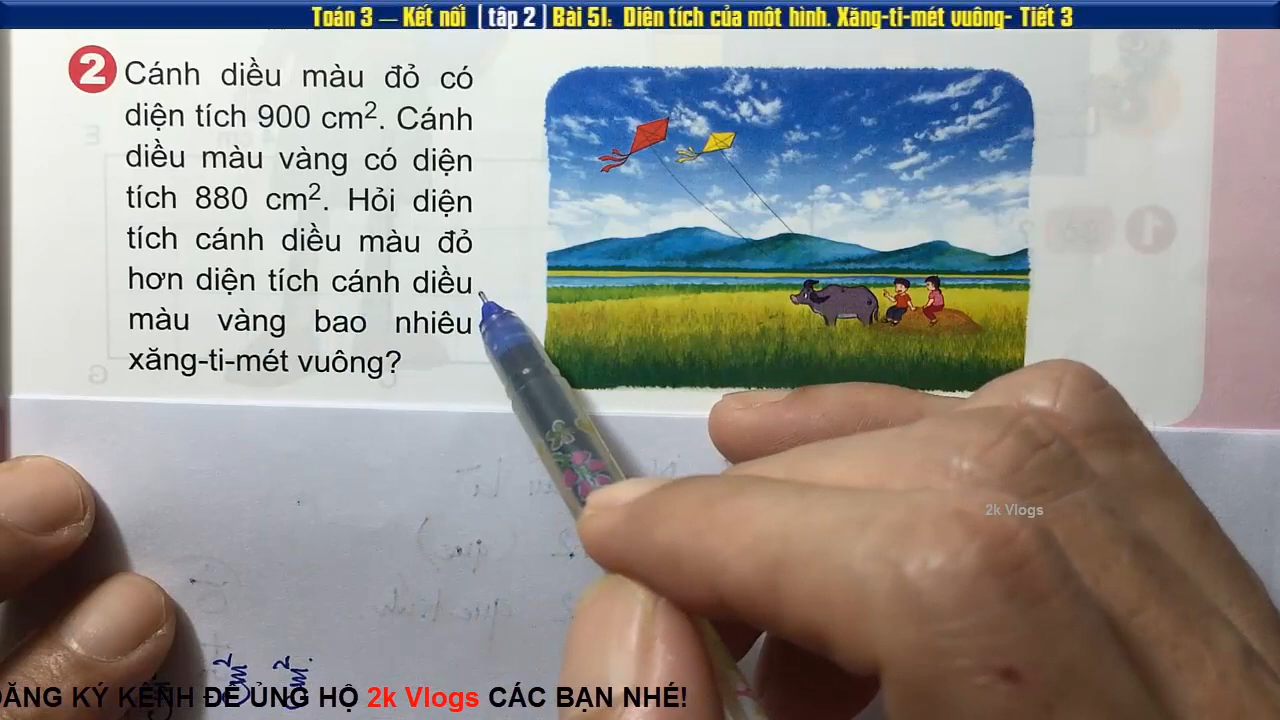 Toán 3 – Kết nối (tập 2) Bài 51: Diện tích của một hình. Xăng-ti-mét vuông- Tiết 3
2 Cánh diều màu đỏ có
diện tích 900 cm². Cánh
diều màu vàng có diện
tích 880 cm². Hỏi diện
tích cánh diều màu đỏ
hơn diện tích cánh diều
màu vàng bao nhiêu
xăng-ti-mét vuông?
2k Vlogs
cm²
cm².
ĐĂNG KÝ KÊNH ĐỂ ỦNG HỘ 2k Vlogs CÁC BẠN NHÉ!